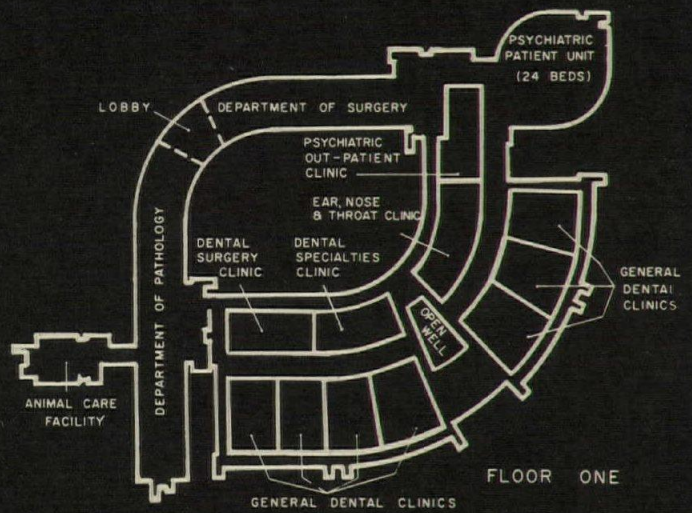 PSYCHIATRIC
PATIENT UNIT
(24 BEDS)
LOBBY
DEPARTMENT OF SURGERY
PSYCHIATRIC
OUT-PATIENT
CLINIC
EAR, NOSE
& THROAT CLINIC
DEPARTMENT OF PATHOLOGY
DENTAL
SURGERY
CLINIC
DENTAL
SPECIALTIES
CLINIC
GENERAL
DENTAL
CLINICS
OPEN
WELL
ANIMAL CARE
FACILITY
FLOOR ONE
GENERAL DENTAL CLINICS